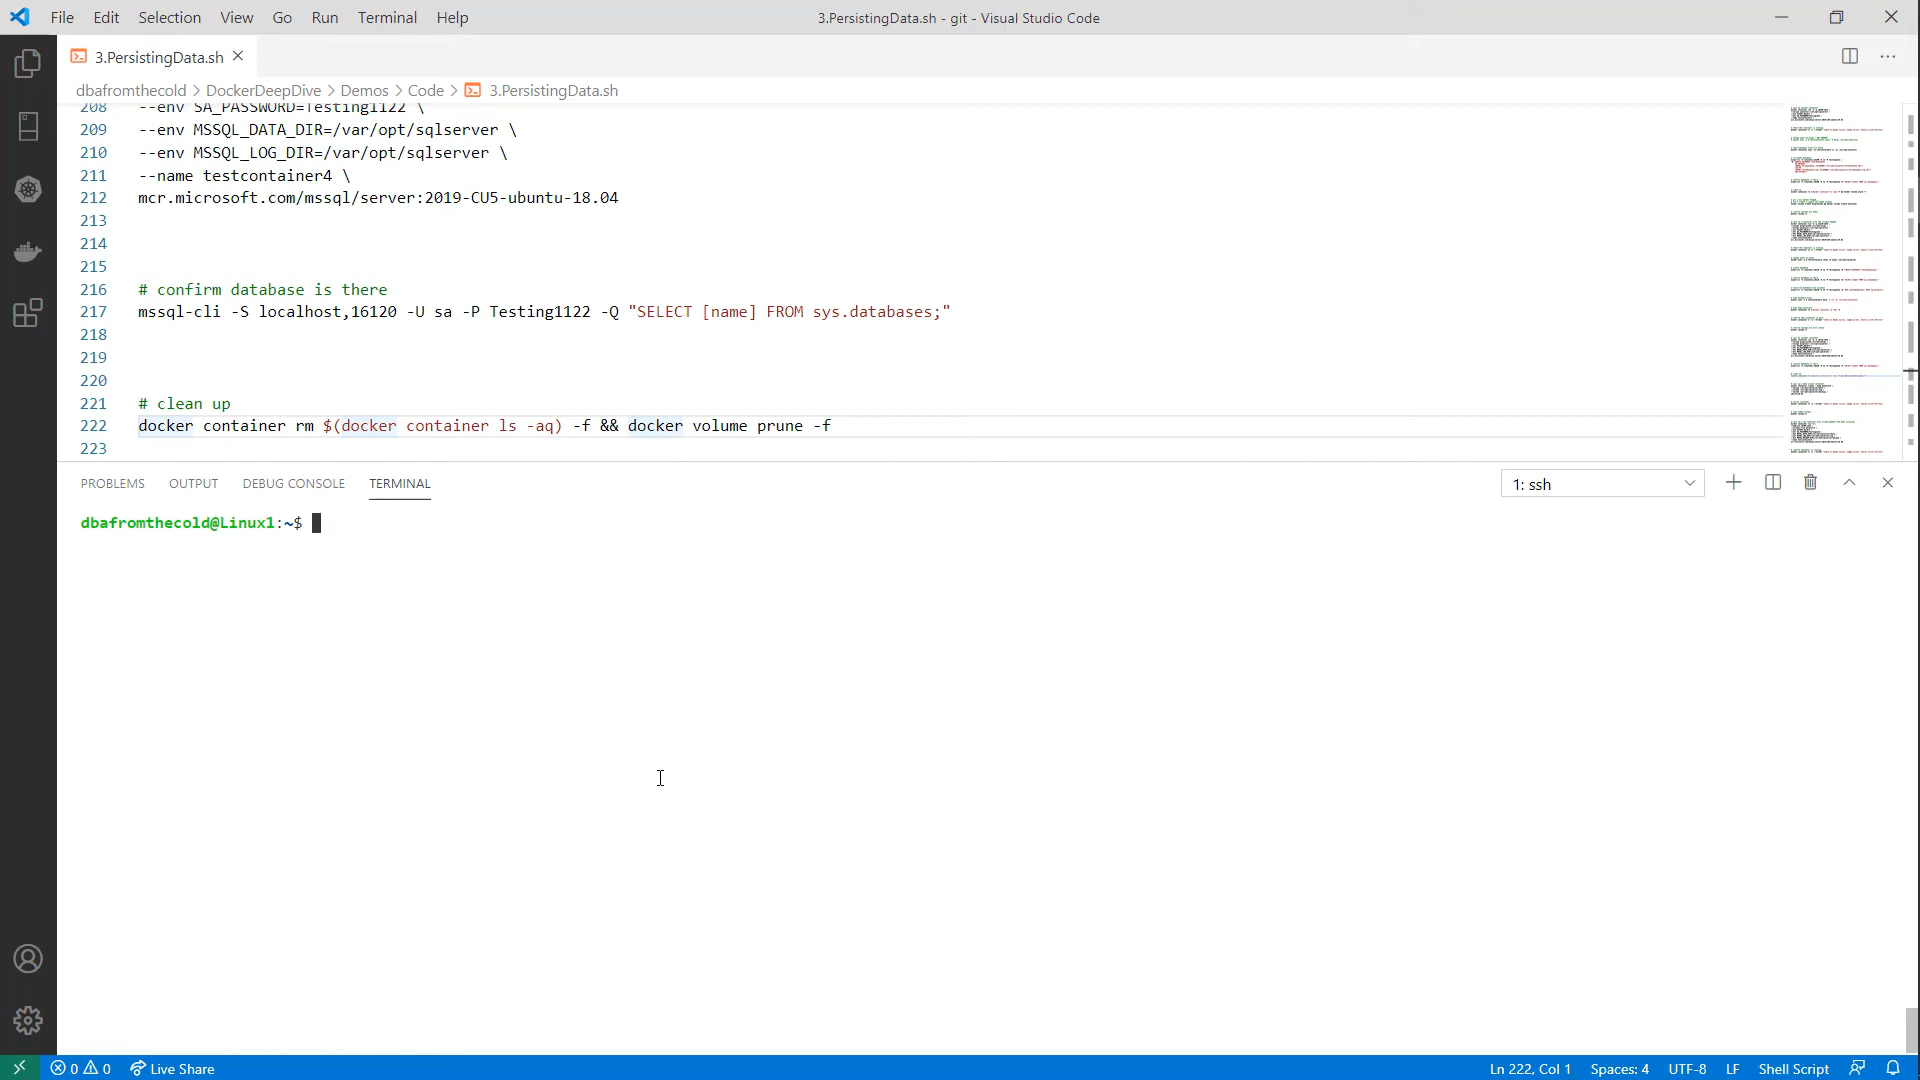 File Edit Selection View Go Run Terminal Help
3.PersistingData.sh - git - Visual Studio Code
3.PersistingData.sh
dbafromthecold > DockerDeepDive > Demos > Code > 3.PersistingData.sh
208 --env SA_PASSWORD=Testing1122 \
209 --env MSSQL_DATA_DIR=/var/opt/sqlserver \
210 --env MSSQL_LOG_DIR=/var/opt/sqlserver \
211 --name testcontainer4 \
212 mcr.microsoft.com/mssql/server:2019-CU5-ubuntu-18.04
213
214
215
216 # confirm database is there
217 mssql-cli -S localhost,16120 -U sa -P Testing1122 -Q "SELECT [name] FROM sys.databases;"
218
219
220
221 # clean up
222 docker container rm $(docker container ls -aq) -f && docker volume prune -f
223
PROBLEMS OUTPUT DEBUG CONSOLE TERMINAL
1: ssh
dbafromthecold@Linux1:~$
0 0 Live Share
Ln 222, Col 1 Spaces: 4 UTF-8 LF Shell Script